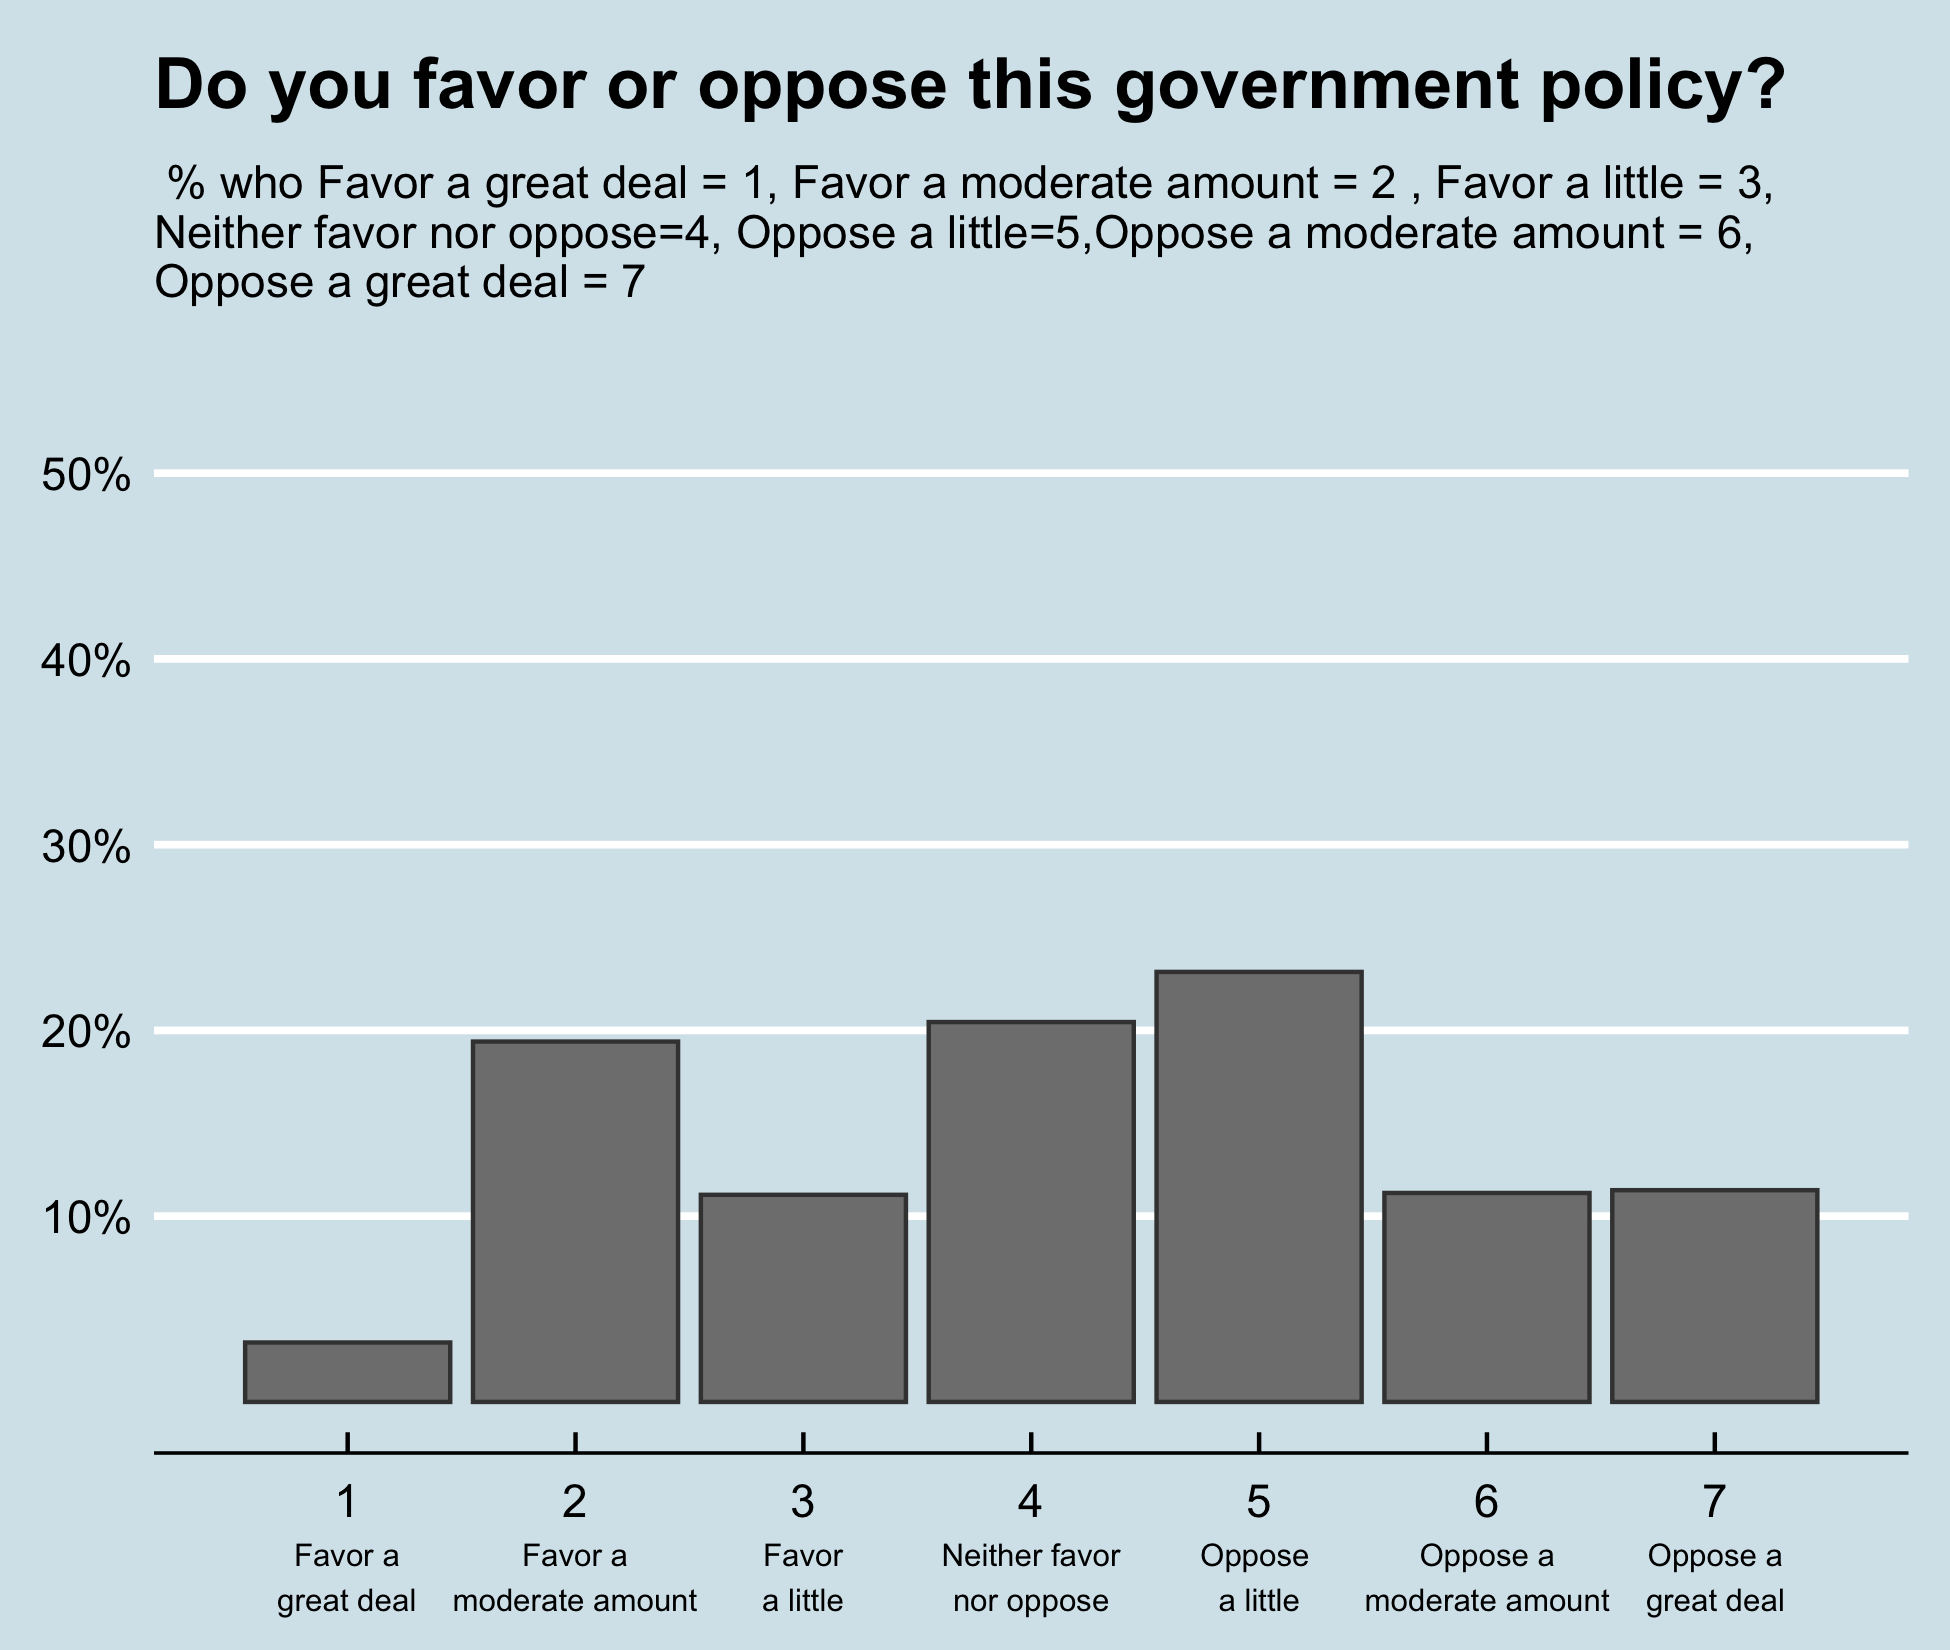 Do you favor or oppose this government policy?
% who Favor a great deal = 1, Favor a moderate amount = 2 , Favor a little = 3,
Neither favor nor oppose=4, Oppose a little=5,Oppose a moderate amount = 6,
Oppose a great deal = 7
50%
40%
30%
20%
10%
1 2 3 4 5 6 7
Favor a Favor a Favor Neither favor Oppose Oppose a Oppose a
great deal moderate amount a little nor oppose a little moderate amount great deal